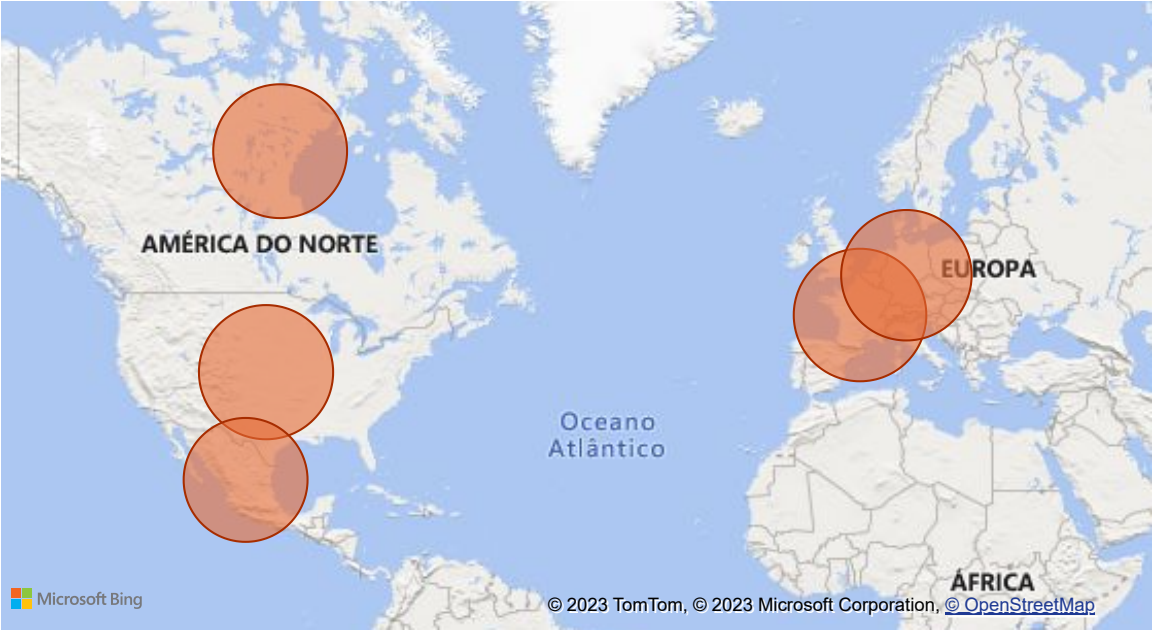 AMÉRICA DO NORTE
EUROPA
Oceano
Atlântico
ÁFRICA
Microsoft Bing
© 2023 TomTom, © 2023 Microsoft Corporation, © OpenStreetMap